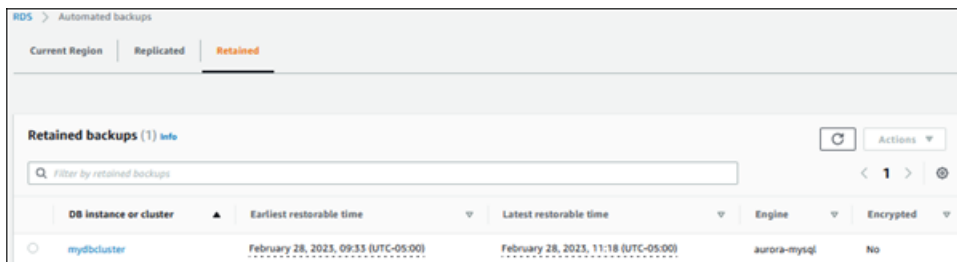 RDS > Automated backups
Current Region Replicated Retained
Retained backups (1) Info
Actions
Filter by retained backups
< 1 >
DB instance or cluster Earliest restorable time Latest restorable time Engine Encrypted
mydbcluster February 28, 2023, 09:33 (UTC-05:00) February 28, 2023, 11:18 (UTC-05:00) aurora-mysql No